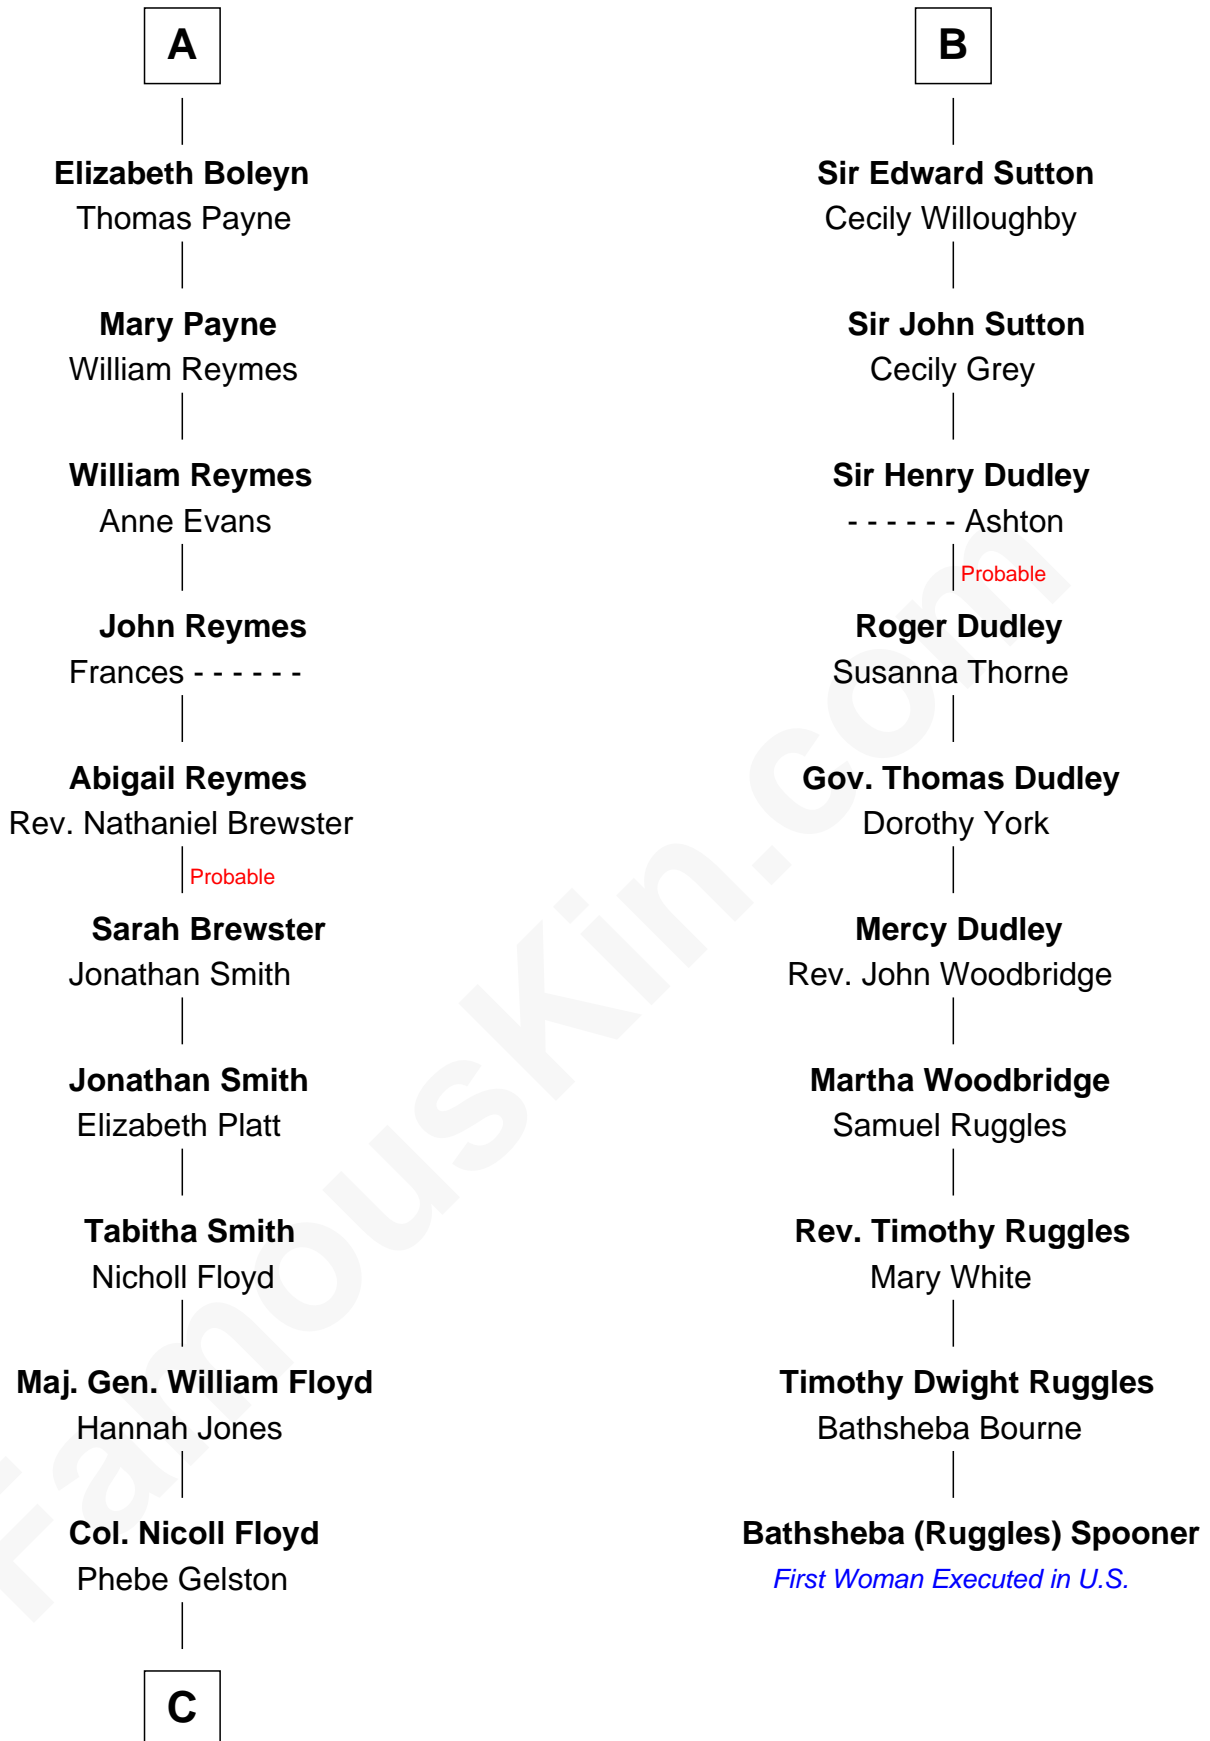 A
Elizabeth Boleyn
Thomas Payne
Mary Payne
William Reymes
William Reymes
Anne Evans
John Reymes
Frances - - - - - -
Abigail Reymes
Rev. Nathaniel Brewster
Probable
Sarah Brewster
Jonathan Smith
Jonathan Smith
Elizabeth Platt
Tabitha Smith
Nicholl Floyd
Maj. Gen. William Floyd
Hannah Jones
Col. Nicoll Floyd
Phebe Gelston
C
B
Sir Edward Sutton
Cecily Willoughby
Sir John Sutton
Cecily Grey
Sir Henry Dudley
- - - - - - Ashton
Probable
Roger Dudley
Susanna Thorne
Gov. Thomas Dudley
Dorothy York
Mercy Dudley
Rev. John Woodbridge
Martha Woodbridge
Samuel Ruggles
Rev. Timothy Ruggles
Mary White
Timothy Dwight Ruggles
Bathsheba Bourne
Bathsheba (Ruggles) Spooner
First Woman Executed in U.S.
FamousKin.com